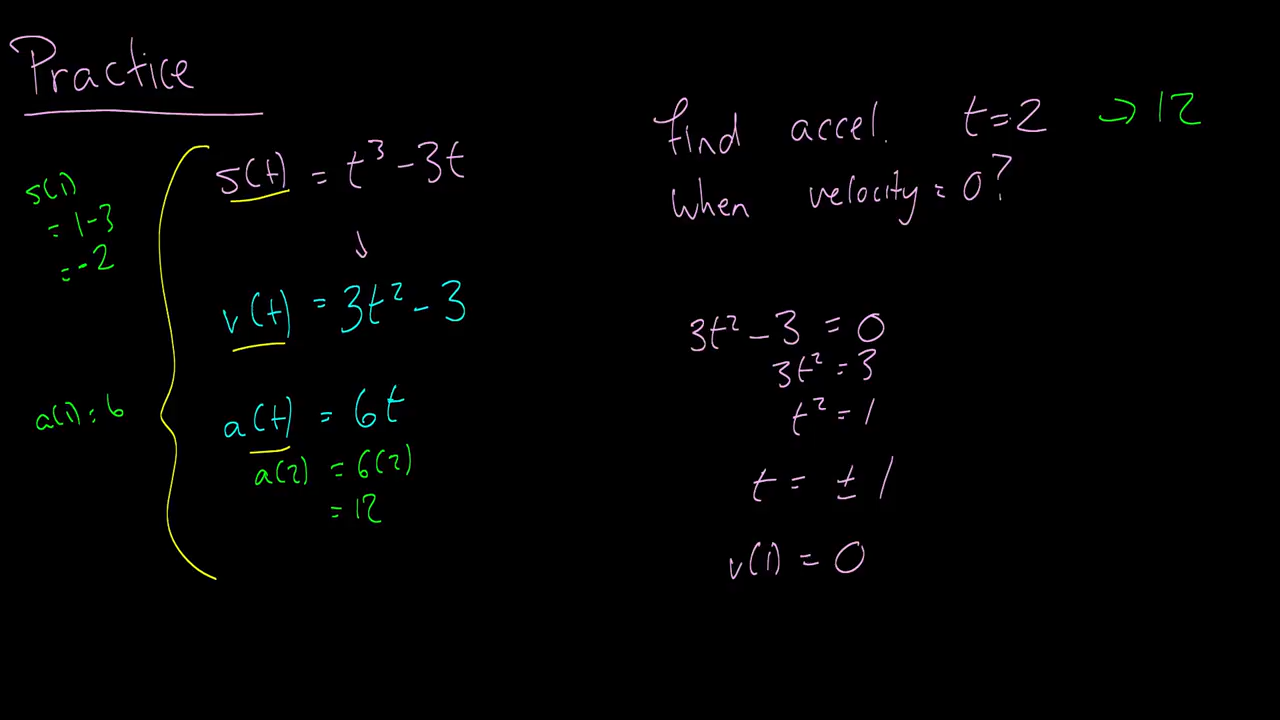 Practice
s(t) = t³ - 3t
s(1)
= 1-3
= -2
v(t) = 3t² - 3
a(t) = 6t
a(1) = 6
a(2) = 6(2)
= 12
find accel. t=2 → 12
when velocity = 0?
3t² - 3 = 0
3t² = 3
t² = 1
t = ± 1
v(1) = 0